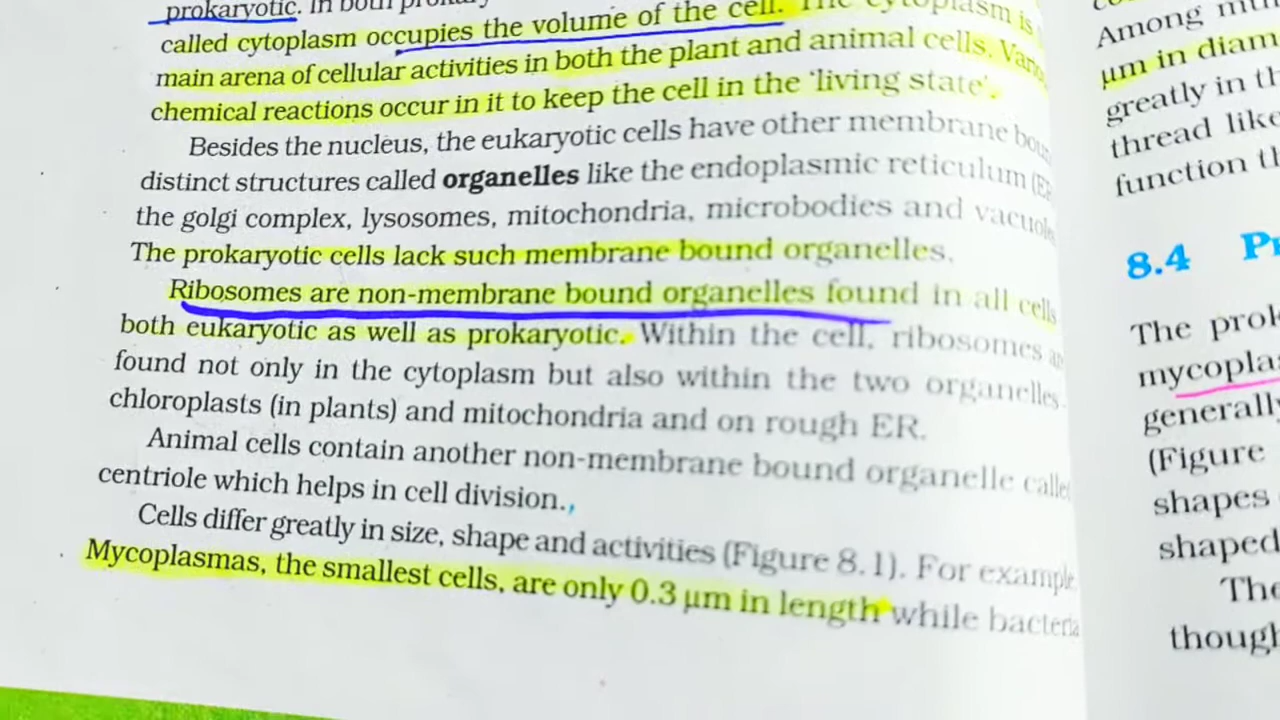 prokaryotic. In both
called cytoplasm occupies the volume of the cell. The cytoplasm is
main arena of cellular activities in both the plant and animal cells.
chemical reactions occur in it to keep the cell in the 'living state'.
Besides the nucleus, the eukaryotic cells have other membrane
distinct structures called organelles like the endoplasmic reticulum
the golgi complex, lysosomes, mitochondria, microbodies and
The prokaryotic cells lack such membrane bound organelles.
Ribosomes are non-membrane bound organelles found in all cells
both eukaryotic as well as prokaryotic. Within the cell, ribosomes
found not only in the cytoplasm but also within the two organelles
chloroplasts (in plants) and mitochondria and on rough ER.
Animal cells contain another non-membrane bound organelle
centriole which helps in cell division.
Cells differ greatly in size, shape and activities (Figure 8.1). For
Mycoplasmas, the smallest cells, are only 0.3 μm in length while bacteria
Among
μm in
greatly in
thread like
function
8.4
The
generally
(Figure
shapes
shaped
The